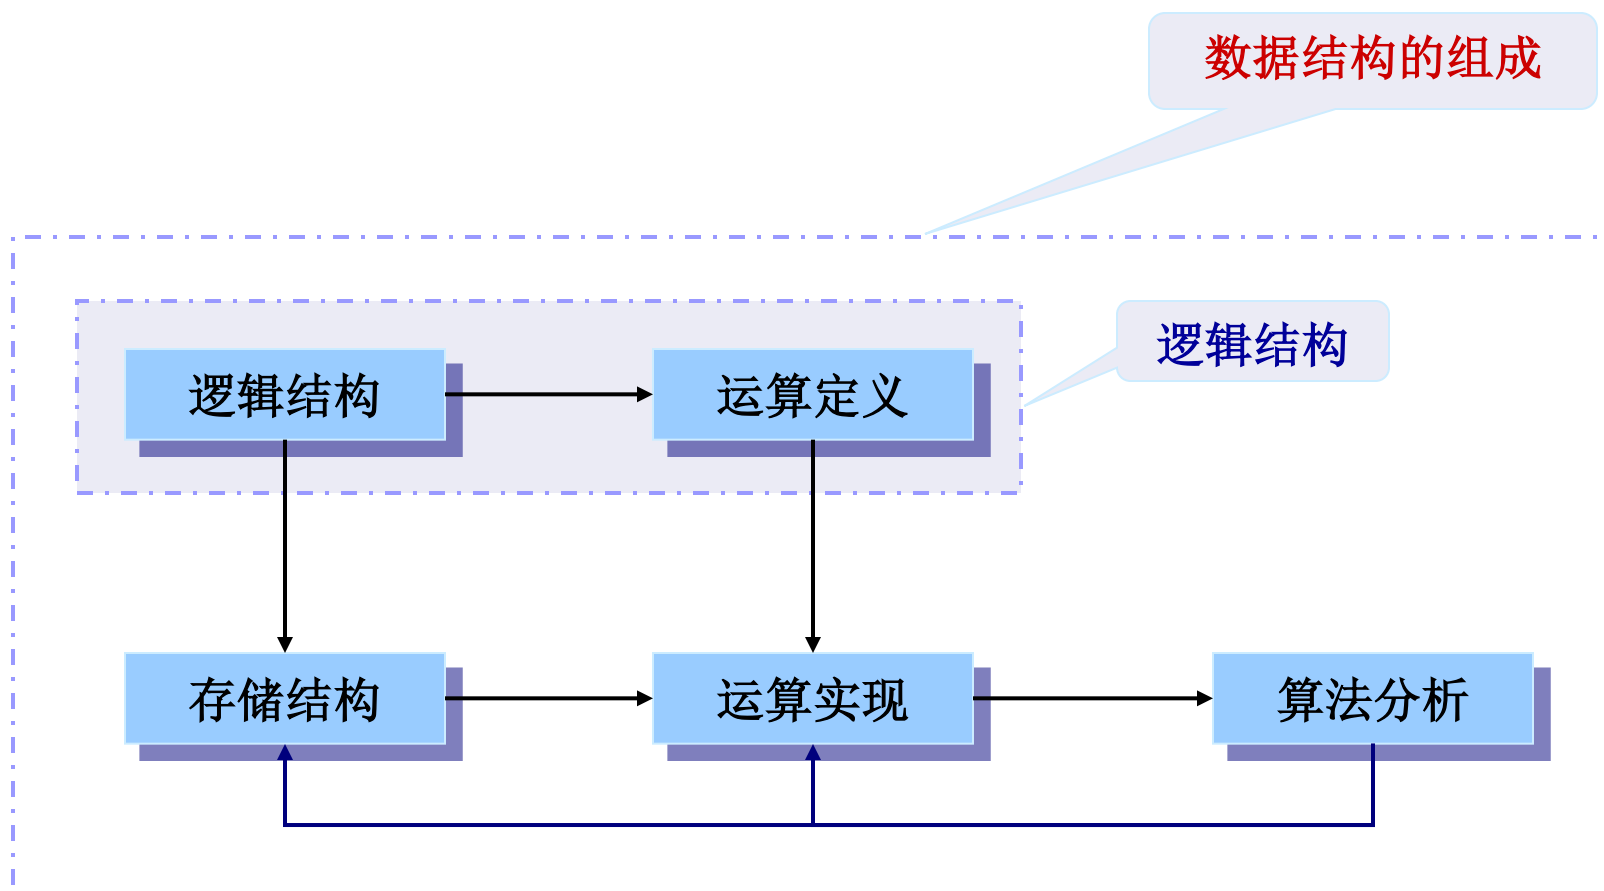 数据结构的组成
逻辑结构
逻辑结构
运算定义
存储结构
运算实现
算法分析